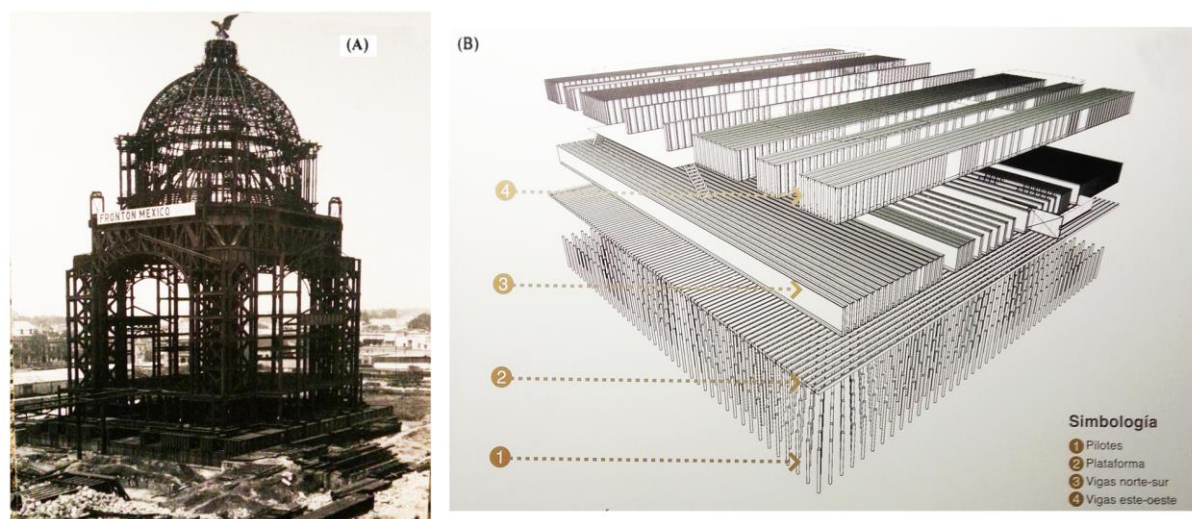 (A)
FRONTON MEXICO
(B)
4
3
2
1
Simbología
1 Pilotes
2 Plataforma
3 Vigas norte-sur
4 Vigas este-oeste